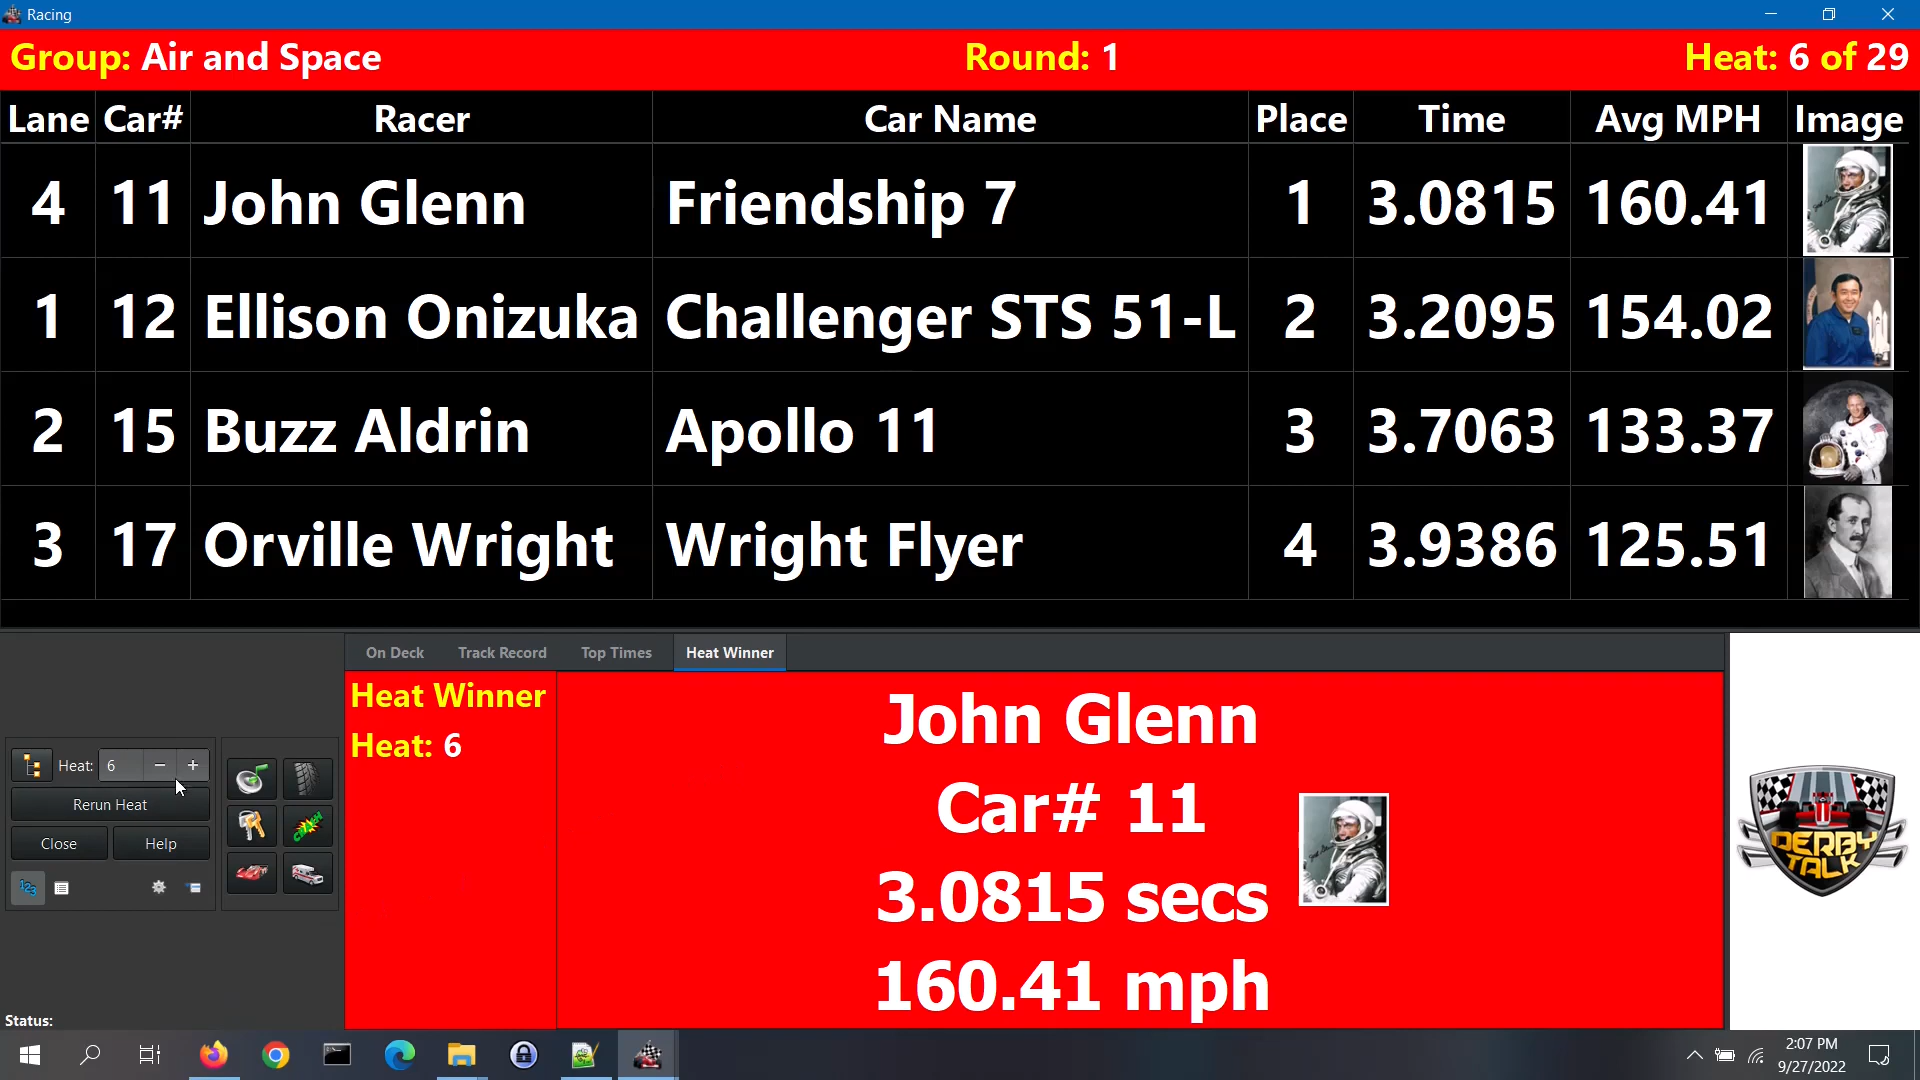 Racing
Group: Air and Space Round: 1 Heat: 6 of 29
Lane Car# Racer Car Name Place Time Avg MPH Image
4 11 John Glenn Friendship 7 1 3.0815 160.41
1 12 Ellison Onizuka Challenger STS 51-L 2 3.2095 154.02
2 15 Buzz Aldrin Apollo 11 3 3.7063 133.37
3 17 Orville Wright Wright Flyer 4 3.9386 125.51
On Deck Track Record Top Times Heat Winner
Heat Winner
Heat: 6
John Glenn
Car# 11
3.0815 secs
160.41 mph
Heat: 6 − +
Rerun Heat
Close Help
123
CRASH
DERBY
TALK
Status:
2:07 PM
9/27/2022